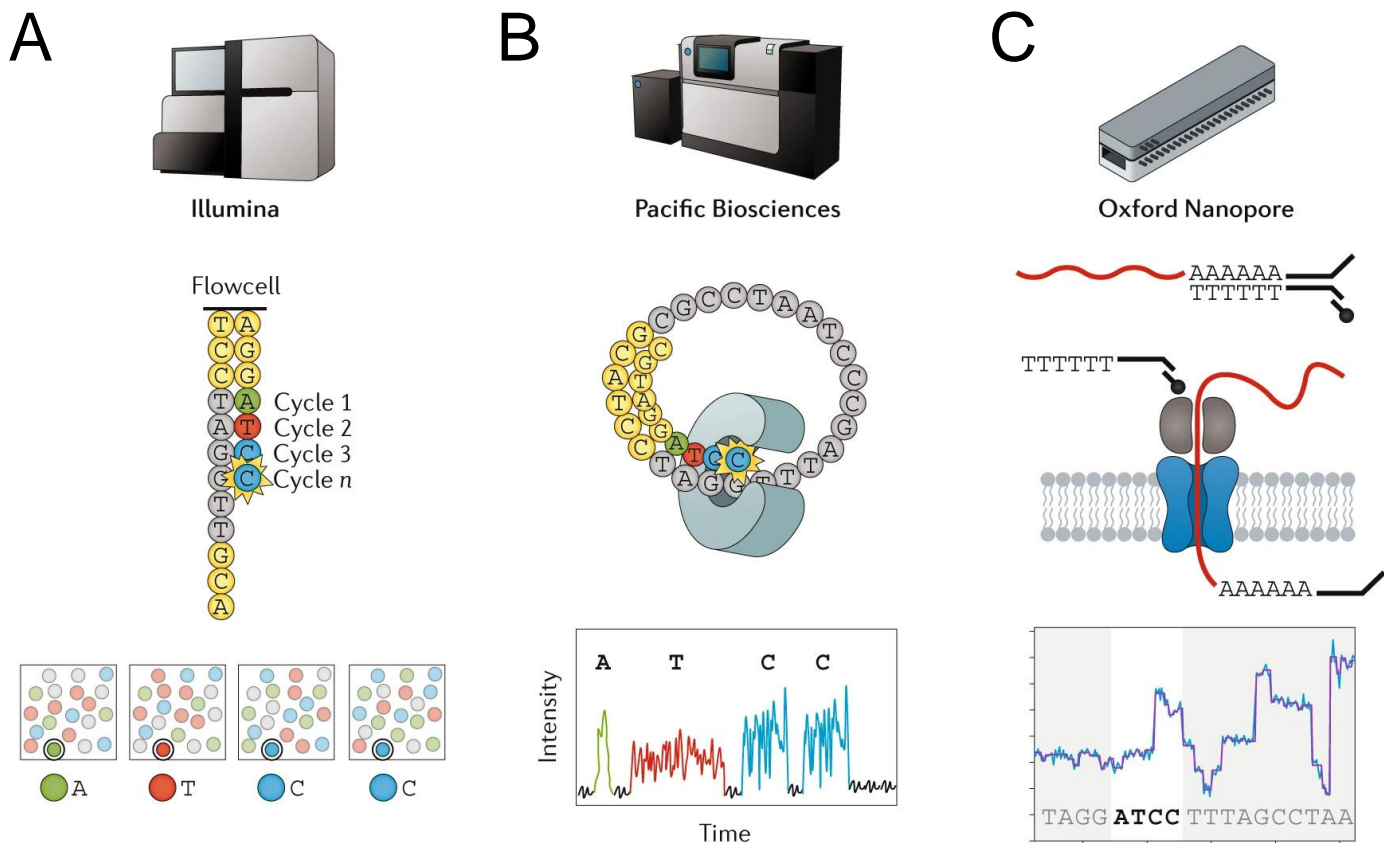 A
B
C
Illumina
Pacific Biosciences
Oxford Nanopore
Flowcell
T A
C G
C G
T A Cycle 1
A T Cycle 2
G C Cycle 3
G C Cycle n
T
T
G
C
A
A
T
C
C
C G C C T A A T C C C G A T T T G G A T C C T A C G
C G T A G G A T C C
Intensity
A T C C
Time
AAAAAA
TTTTTT
TTTTTT
AAAAAA
TAGG ATCC TTTAGCCTAA